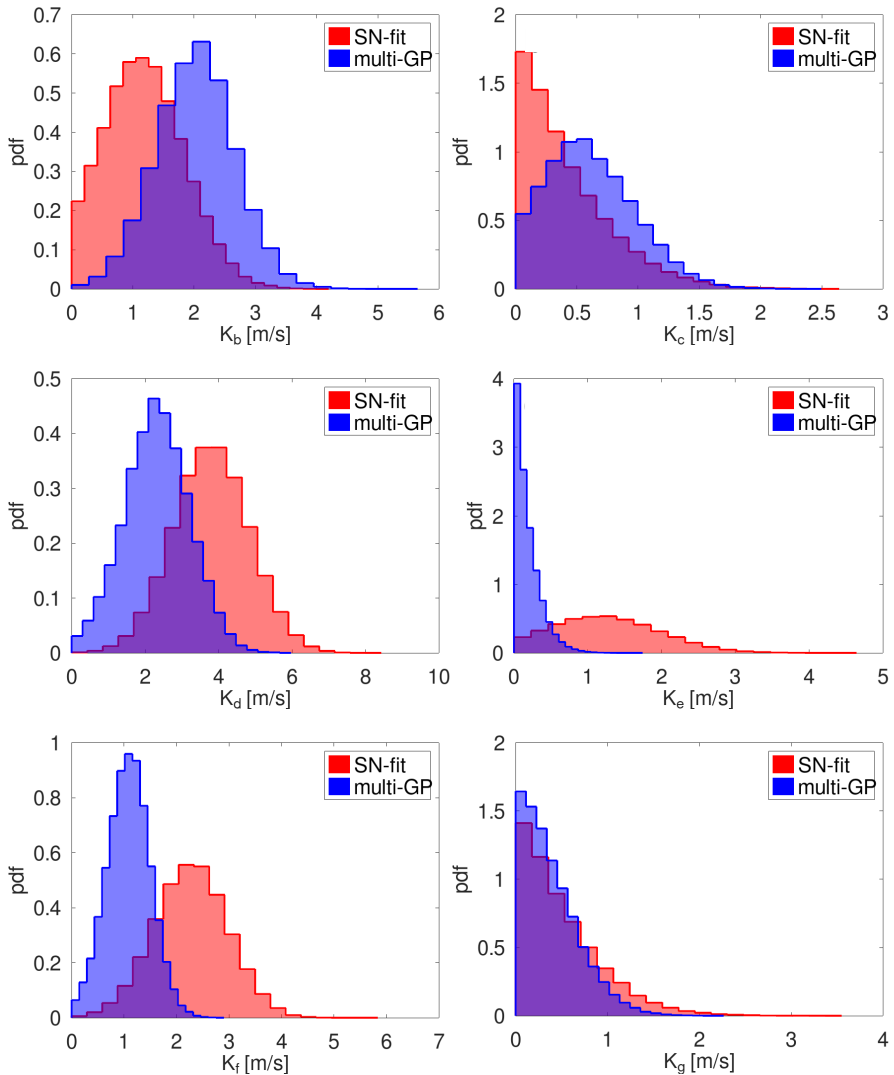 0.7
0.6
0.5
0.4
0.3
0.2
0.1
0
pdf
SN-fit
multi-GP
0 1 2 3 4 5 6
K_b [m/s]
2
1.5
1
0.5
0
pdf
SN-fit
multi-GP
0 0.5 1 1.5 2 2.5 3
K_c [m/s]
0.5
0.4
0.3
0.2
0.1
0
pdf
SN-fit
multi-GP
0 2 4 6 8 10
K_d [m/s]
4
3
2
1
0
pdf
SN-fit
multi-GP
0 1 2 3 4 5
K_e [m/s]
1
0.8
0.6
0.4
0.2
0
pdf
SN-fit
multi-GP
0 1 2 3 4 5 6 7
K_f [m/s]
2
1.5
1
0.5
0
pdf
SN-fit
multi-GP
0 1 2 3 4
K_g [m/s]